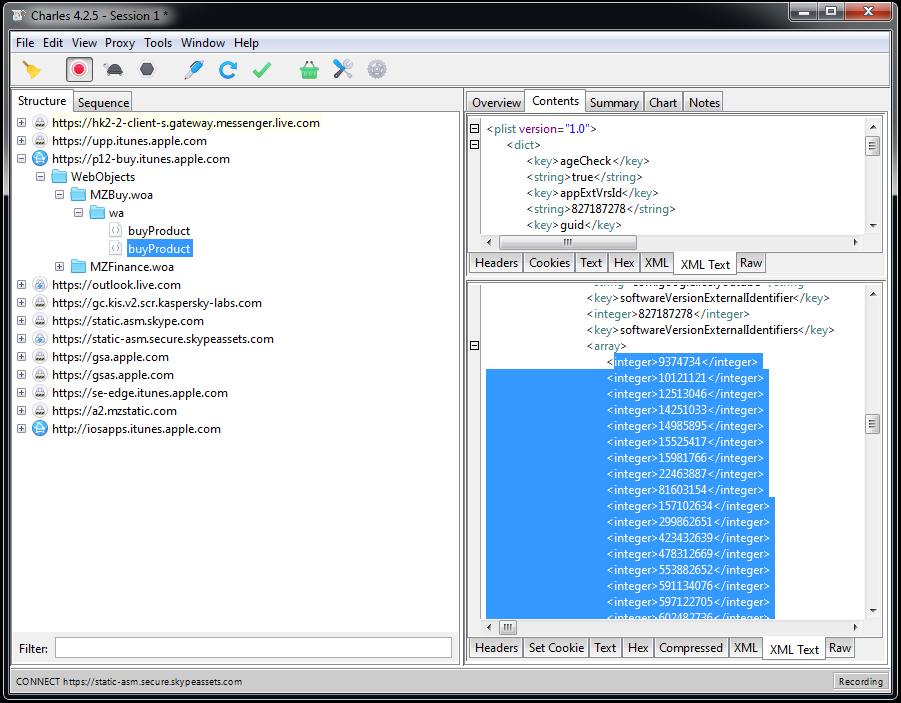 Charles 4.2.5 - Session 1 *
File Edit View Proxy Tools Window Help
Structure Sequence
https://hk2-2-client-s.gateway.messenger.live.com
https://upp.itunes.apple.com
https://p12-buy.itunes.apple.com
WebObjects
MZBuy.woa
wa
buyProduct
buyProduct
MZFinance.woa
https://outlook.live.com
https://gc.kis.v2.scr.kaspersky-labs.com
https://static.asm.skype.com
https://static-asm.secure.skypeassets.com
https://gsa.apple.com
https://gsas.apple.com
https://se-edge.itunes.apple.com
https://a2.mzstatic.com
http://iosapps.itunes.apple.com
Filter:
Overview Contents Summary Chart Notes
<plist version="1.0">
<dict>
<key>ageCheck</key>
<string>true</string>
<key>appExtVrsId</key>
<string>827187278</string>
<key>guid</key>
Headers Cookies Text Hex XML XML Text Raw
<key>softwareVersionExternalIdentifier</key>
<integer>827187278</integer>
<key>softwareVersionExternalIdentifiers</key>
<array>
<integer>9374734</integer>
<integer>10121121</integer>
<integer>12513046</integer>
<integer>14251033</integer>
<integer>14985895</integer>
<integer>15525417</integer>
<integer>15981766</integer>
<integer>22463887</integer>
<integer>81603154</integer>
<integer>157102634</integer>
<integer>299862651</integer>
<integer>423432639</integer>
<integer>478312669</integer>
<integer>553882652</integer>
<integer>591134076</integer>
<integer>597122705</integer>
<integer>602482736</integer>
Headers Set Cookie Text Hex Compressed XML XML Text Raw
CONNECT https://static-asm.secure.skypeassets.com
Recording